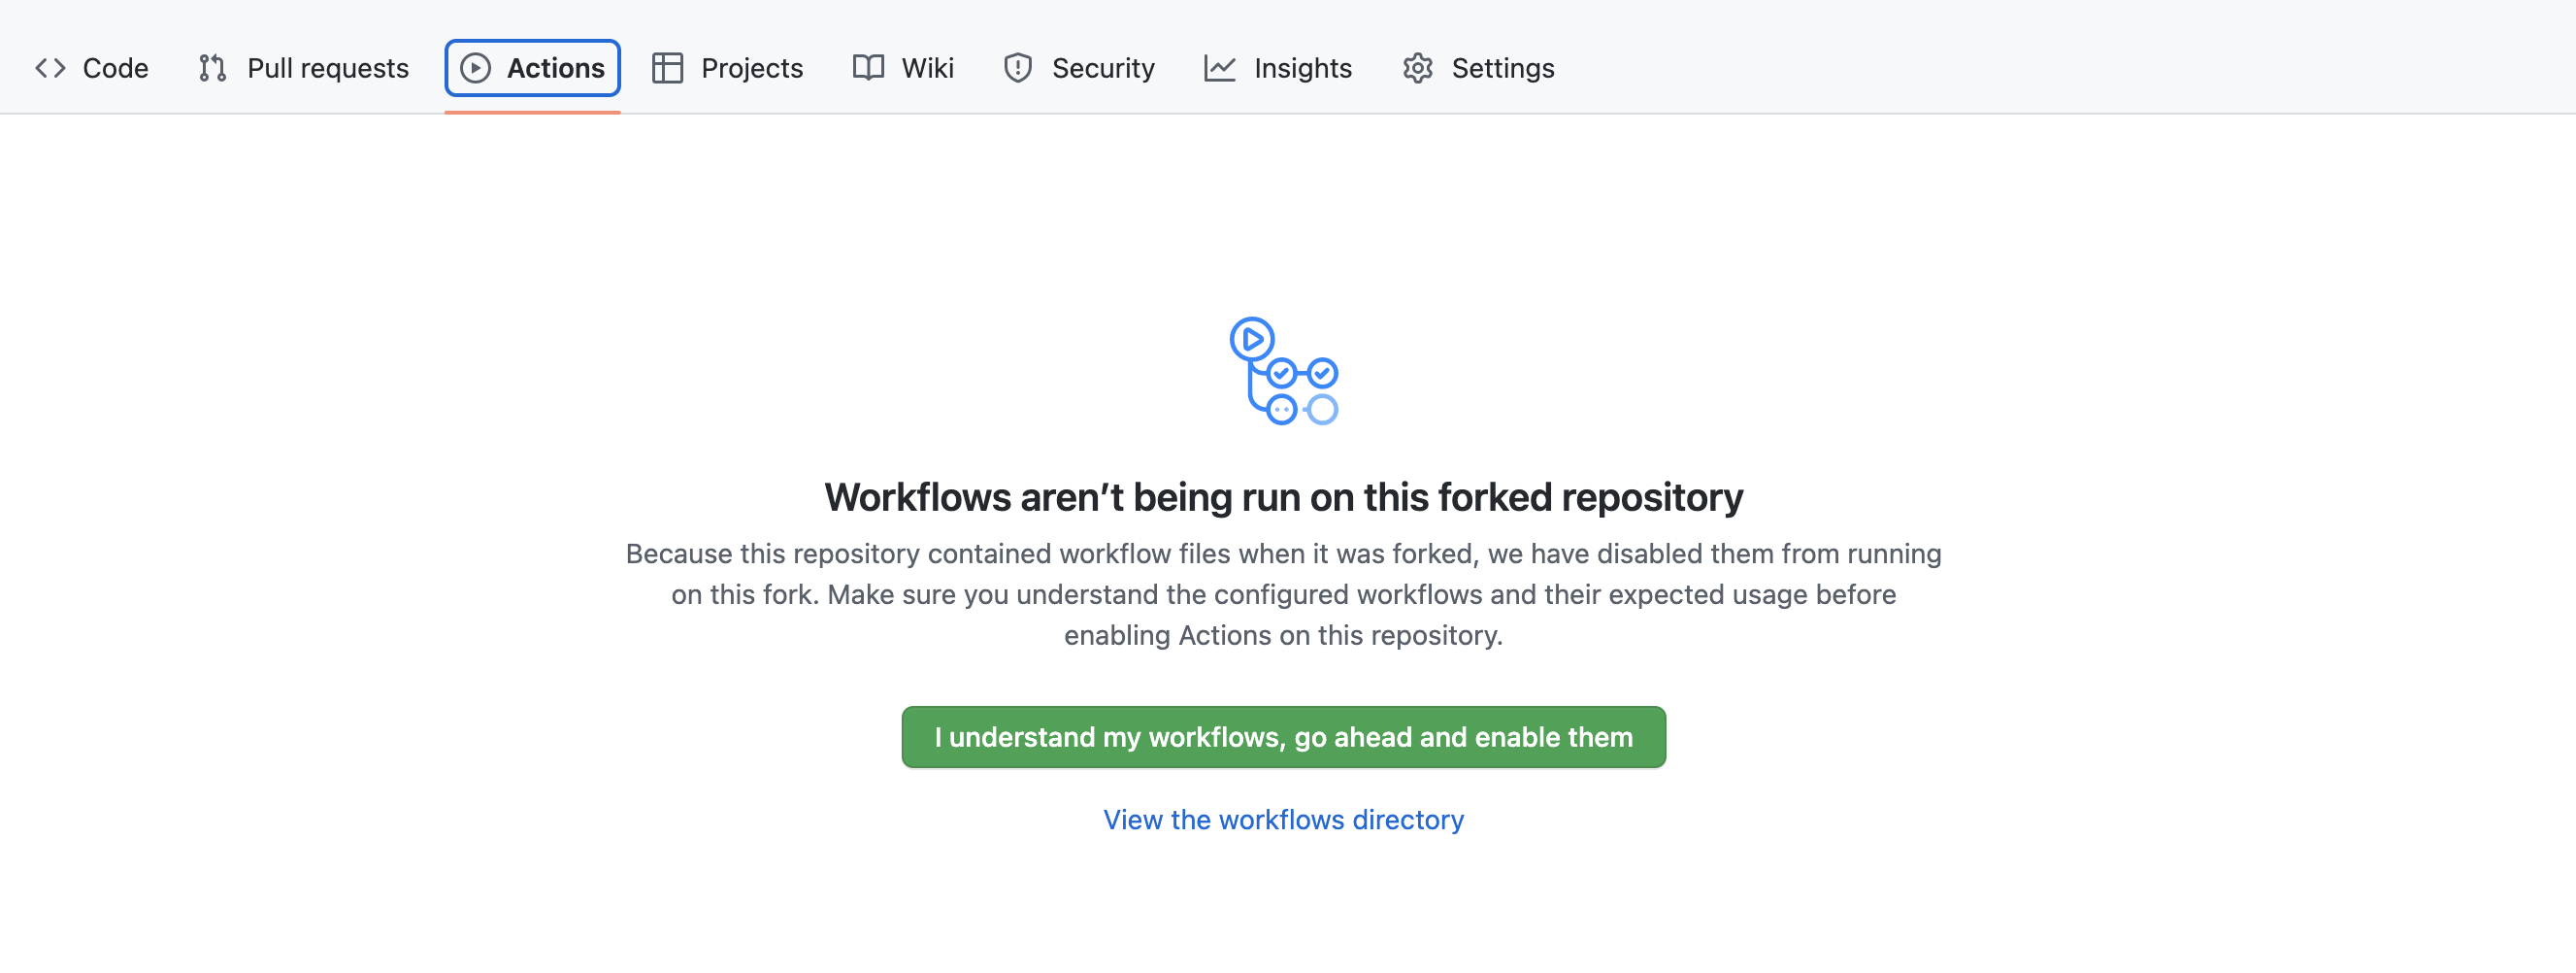 Code Pull requests Actions Projects Wiki Security Insights Settings
Workflows aren’t being run on this forked repository
Because this repository contained workflow files when it was forked, we have disabled them from running
on this fork. Make sure you understand the configured workflows and their expected usage before
enabling Actions on this repository.
I understand my workflows, go ahead and enable them
View the workflows directory